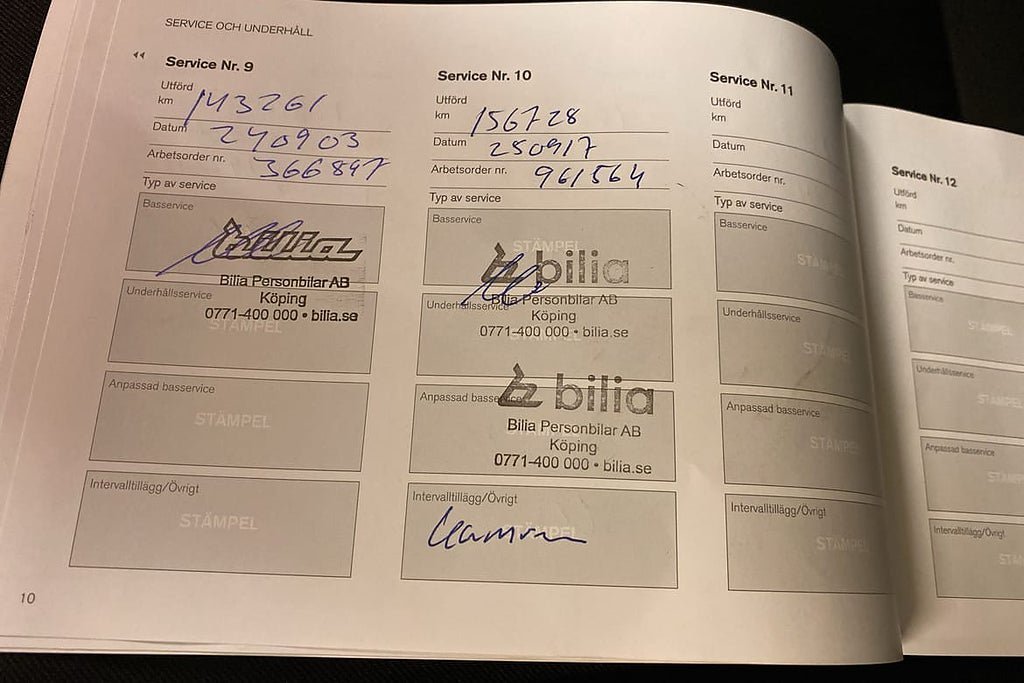 SERVICE OCH UNDERHÅLL
Service Nr. 9
Utförd
km 143261
Datum 240903
Arbetsorder nr. 366897
Typ av service
Basservice
bilia
Bilia Personbilar AB
Köping
0771-400 000 • bilia.se
Underhållsservice
STÄMPEL
Anpassad basservice
STÄMPEL
Intervalltillägg/Övrigt
STÄMPEL
10
Service Nr. 10
Utförd
km 156728
Datum 250917
Arbetsorder nr. 961564
Typ av service
Basservice
STÄMPEL
bilia
Bilia Personbilar AB
Underhållsservice
Köping
STÄMPEL
0771-400 000 • bilia.se
Anpassad basservice
bilia
Bilia Personbilar AB
Köping
0771-400 000 • bilia.se
Intervalltillägg/Övrigt
STÄMPEL
Service Nr. 11
Utförd
km
Datum
Arbetsorder nr.
Typ av service
Basservice
STÄMPEL
Underhållsservice
STÄMPEL
Anpassad basservice
STÄMPEL
Intervalltillägg/Övrigt
STÄMPEL
Service Nr. 12
Utförd
km
Datum
Arbetsorder nr.
Typ av service
Basservice
STÄMPEL
Underhållsservice
STÄMPEL
Anpassad basservice
Intervalltillägg/Övrigt